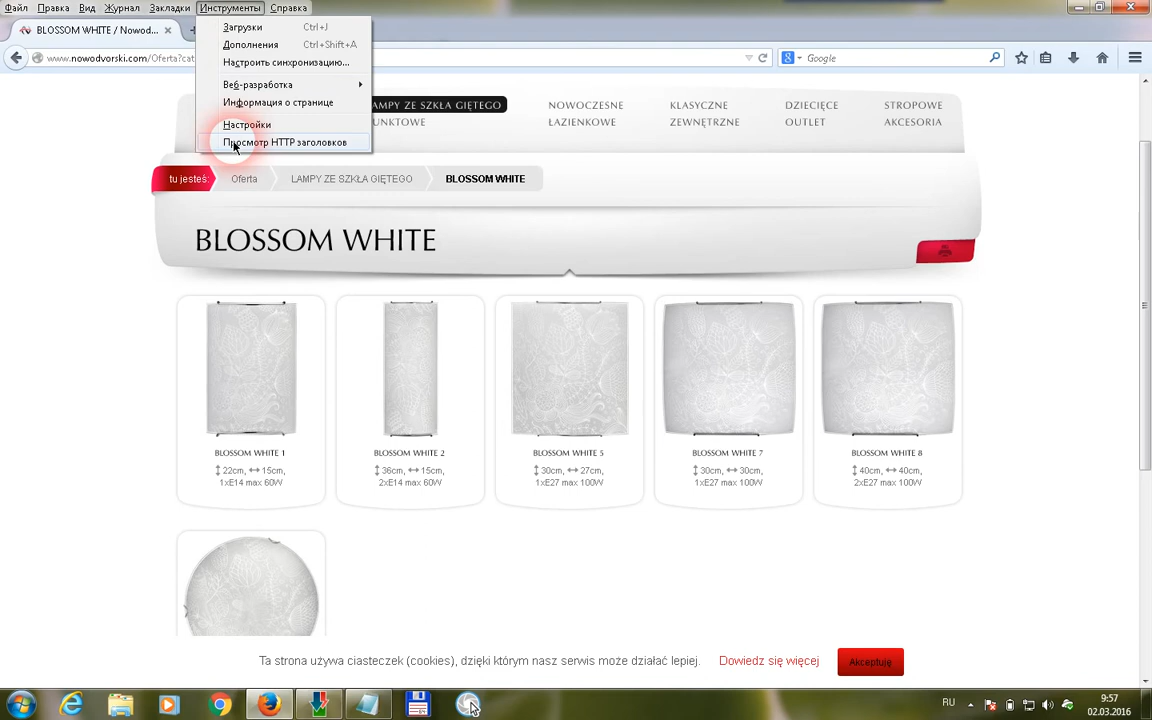 Файл Правка Вид Журнал Закладки Инструменты Справка
BLOSSOM WHITE / Nowod...
Загрузки Ctrl+J
Дополнения Ctrl+Shift+A
Настроить синхронизацию...
Веб-разработка
Информация о странице
Настройки
Просмотр HTTP заголовков
www.nowodvorski.com/Oferta?cat
Google
LAMPY ZE SZKŁA GIĘTEGO NOWOCZESNE KLASYCZNE DZIECIĘCE STROPOWE
PUNKTOWE ŁAZIENKOWE ZEWNĘTRZNE OUTLET AKCESORIA
tu jesteś: Oferta LAMPY ZE SZKŁA GIĘTEGO BLOSSOM WHITE
BLOSSOM WHITE
BLOSSOM WHITE 1
22cm, 15cm,
1xE14 max 60W
BLOSSOM WHITE 2
36cm, 15cm,
2xE14 max 60W
BLOSSOM WHITE 5
30cm, 27cm,
1xE27 max 100W
BLOSSOM WHITE 7
30cm, 30cm,
1xE27 max 100W
BLOSSOM WHITE 8
40cm, 40cm,
2xE27 max 100W
Ta strona używa ciasteczek (cookies), dzięki którym nasz serwis może działać lepiej. Dowiedz się więcej Akceptuję
RU
9:57
02.03.2016